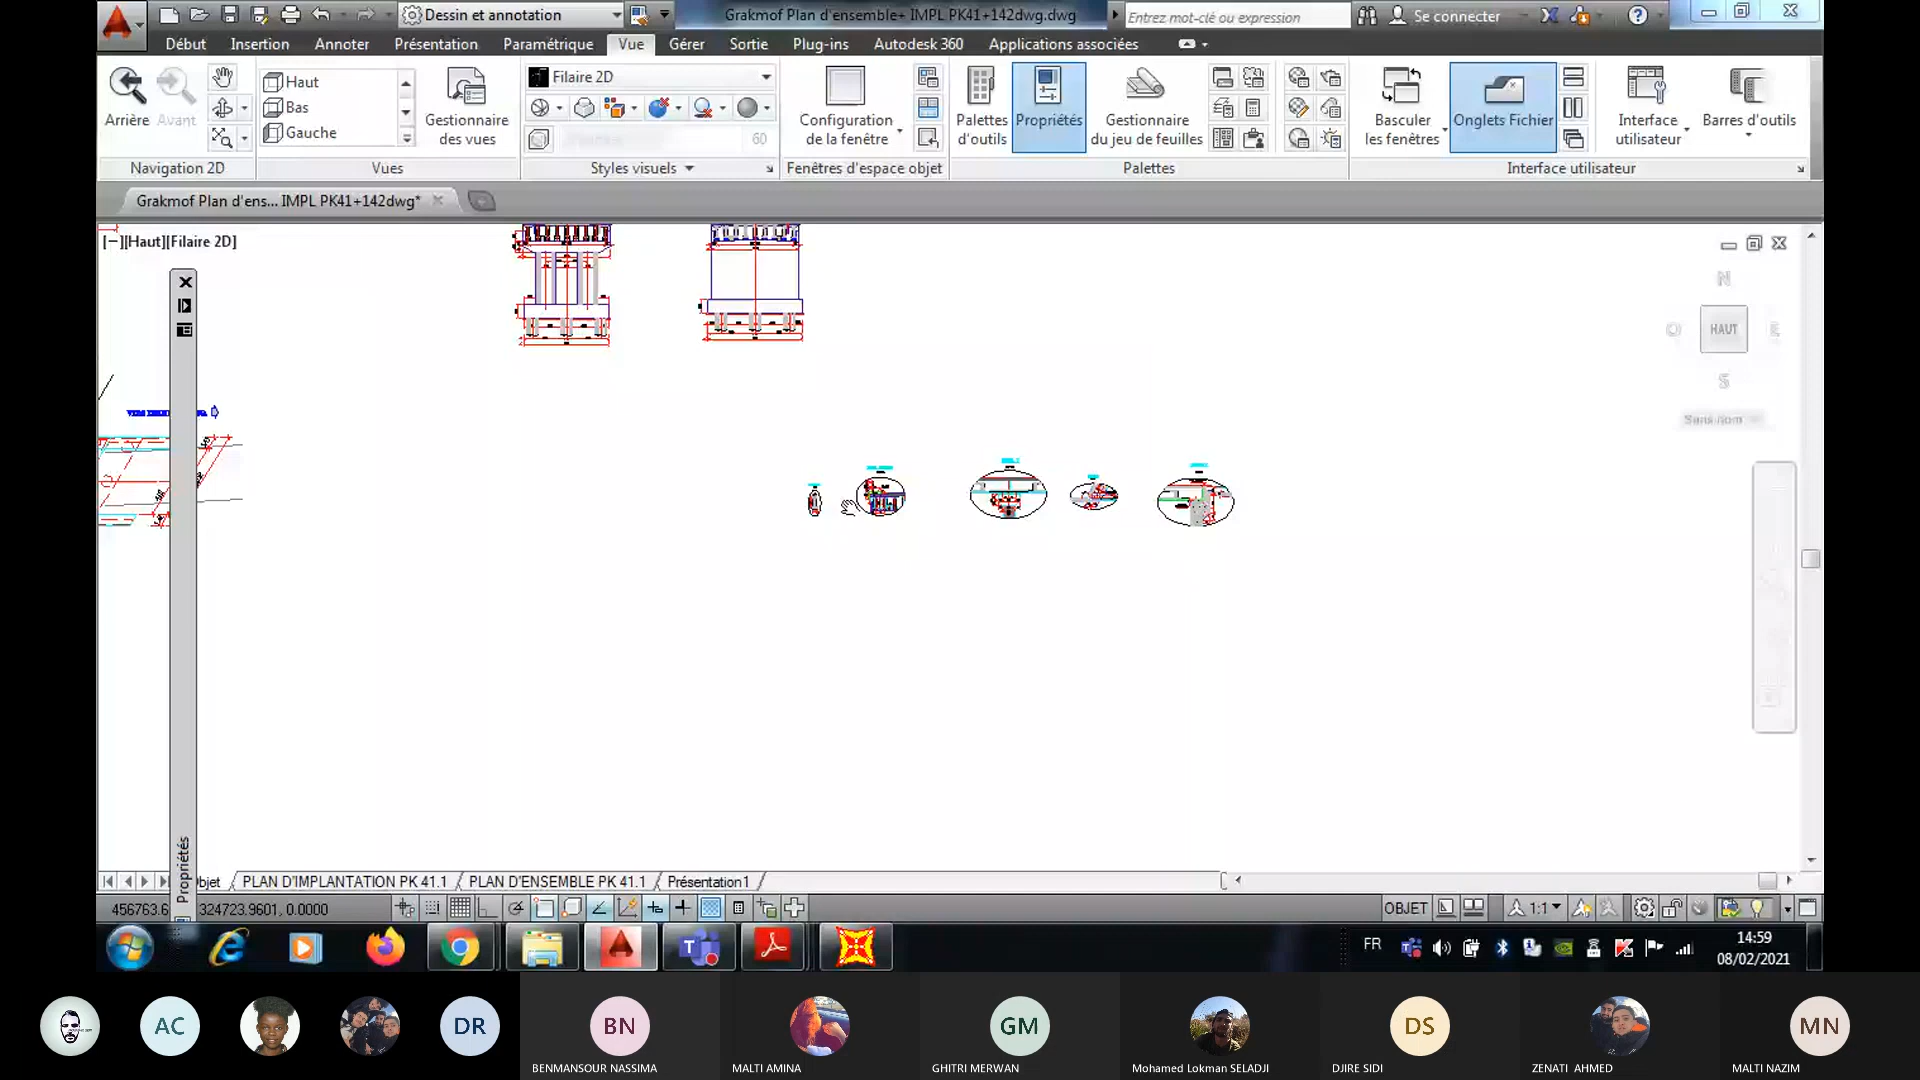 Dessin et annotation
Grakmof Plan d'ensemble+ IMPL PK41+142dwg.dwg
Entrez mot-clé ou expression
Se connecter
Début Insertion Annoter Présentation Paramétrique Vue Gérer Sortie Plug-ins Autodesk 360 Applications associées
Arrière
Avant
Haut
Bas
Gauche
Gestionnaire des vues
Filaire 2D
60
Configuration de la fenêtre
Palettes d'outils
Propriétés
Gestionnaire du jeu de feuilles
Basculer les fenêtres
Onglets Fichier
Interface utilisateur
Barres d'outils
Navigation 2D
Vues
Styles visuels
Fenêtres d'espace objet
Palettes
Interface utilisateur
Grakmof Plan d'ens... IMPL PK41+142dwg*
[−][Haut][Filaire 2D]
N
O
HAUT
E
S
Sans nom
Propriétés
bjet
PLAN D'IMPLANTATION PK 41.1
PLAN D'ENSEMBLE PK 41.1
Présentation1
456763.6
324723.9601, 0.0000
OBJET
1:1
FR
14:59
08/02/2021
AC
DR
BN
GM
DS
MN
BENMANSOUR NASSIMA
MALTI AMINA
GHITRI MERWAN
Mohamed Lokman SELADJI
DJIRE SIDI
ZENATI AHMED
MALTI NAZIM